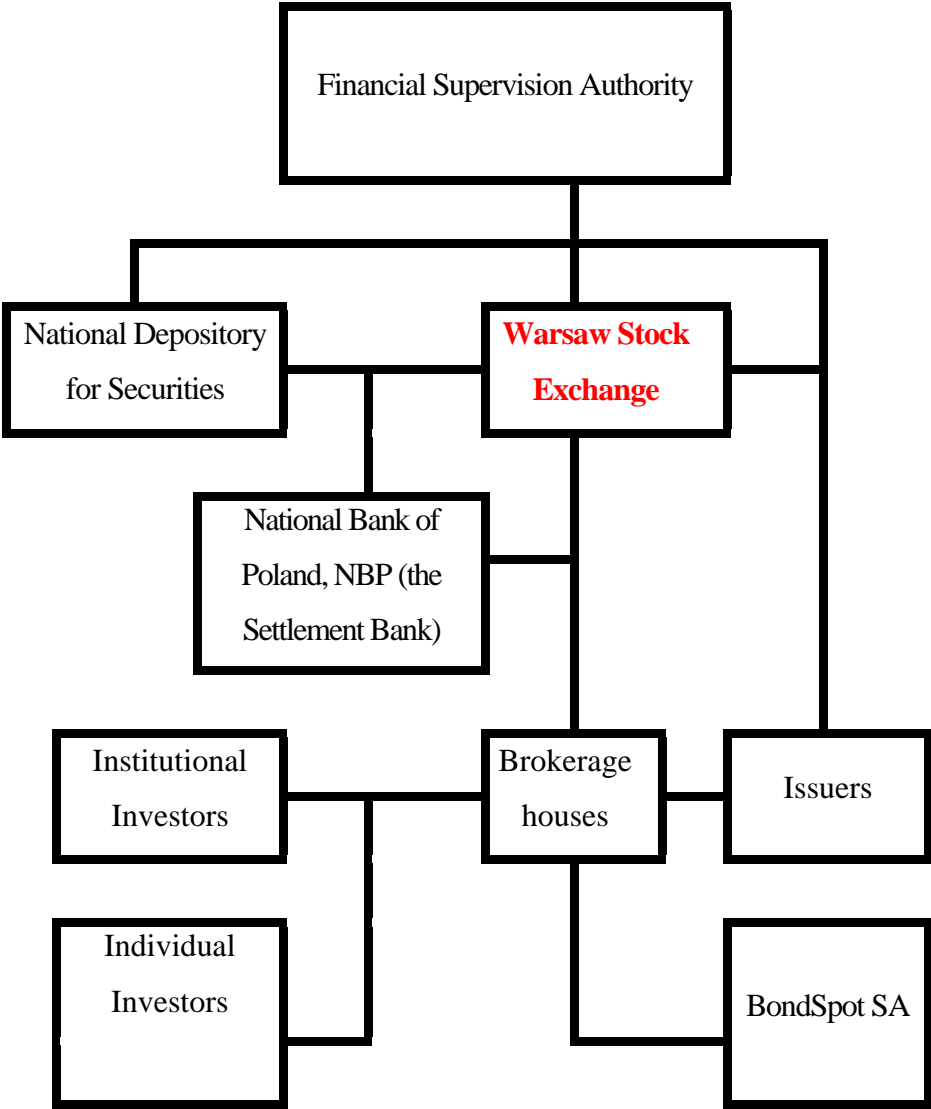 Financial Supervision Authority
National Depository
for Securities
Warsaw Stock
Exchange
National Bank of
Poland, NBP (the
Settlement Bank)
Institutional
Investors
Brokerage
houses
Issuers
Individual
Investors
BondSpot SA